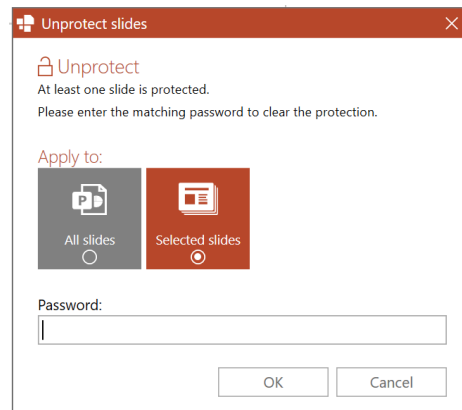 Unprotect slides
Unprotect
At least one slide is protected.
Please enter the matching password to clear the protection.
Apply to:
All slides
Selected slides
Password:
OK
Cancel